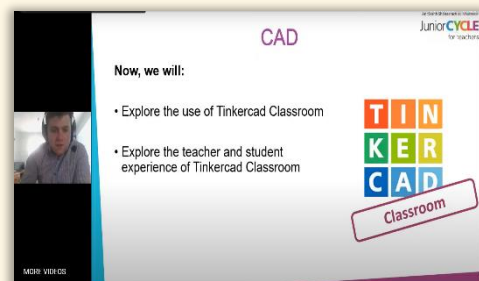 JuniorCYCLE
for teachers
CAD
Now, we will:
• Explore the use of Tinkercad Classroom
• Explore the teacher and student
experience of Tinkercad Classroom
TIN
KER
CAD
Classroom
MORE VIDEOS